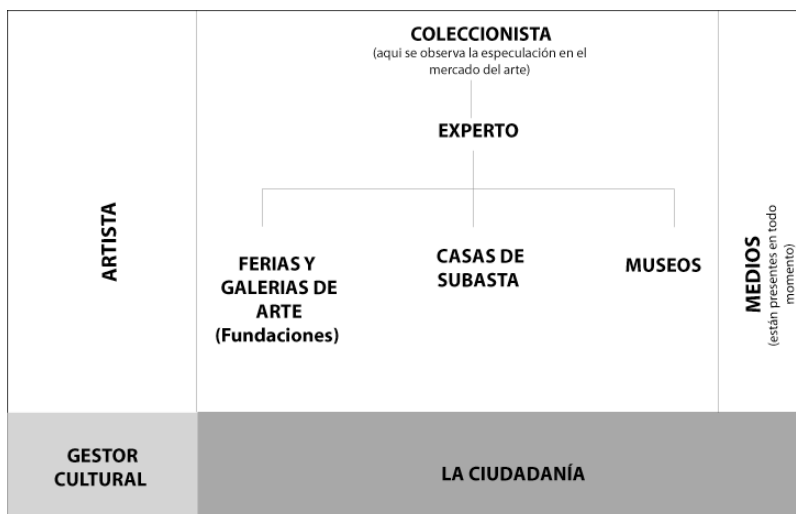 COLECCIONISTA
(aqui se observa la especulación en el
mercado del arte)
EXPERTO
ARTISTA
FERIAS Y
GALERIAS DE
ARTE
(Fundaciones)
CASAS DE
SUBASTA
MUSEOS
MEDIOS
(están presentes en todo
momento)
GESTOR
CULTURAL
LA CIUDADANÍA